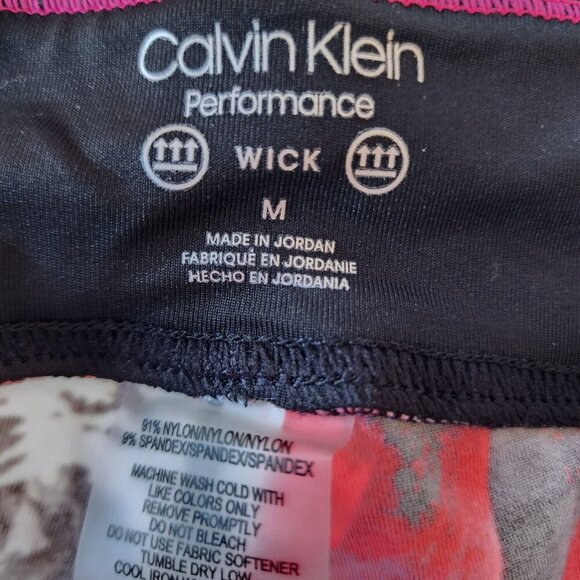 Calvin Klein
Performance
WICK
M
MADE IN JORDAN
FABRIQUÉ EN JORDANIE
HECHO EN JORDANIA
91% NYLON/NYLON/NYLON
9% SPANDEX/SPANDEX/SPANDEX
MACHINE WASH COLD WITH
LIKE COLORS ONLY
REMOVE PROMPTLY
DO NOT BLEACH
DO NOT USE FABRIC SOFTENER
TUMBLE DRY LOW
COOL IRON